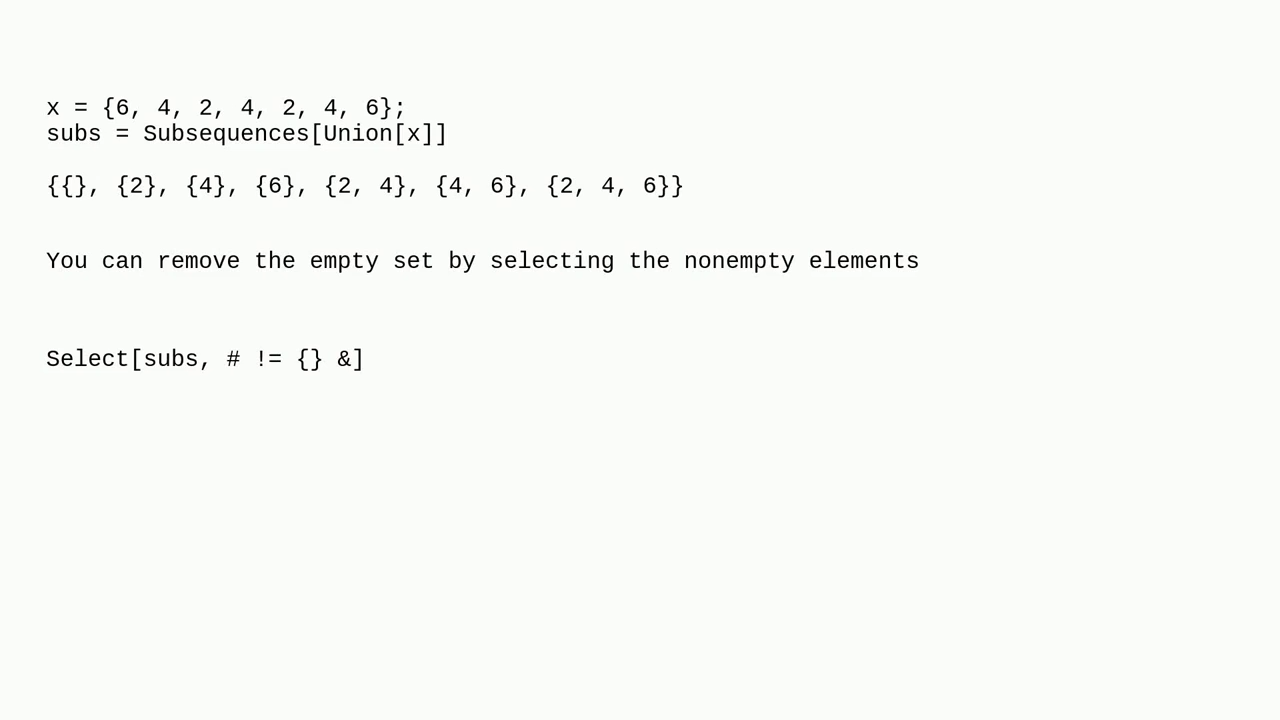 x = {6, 4, 2, 4, 2, 4, 6};
subs = Subsequences[Union[x]]
{{}, {2}, {4}, {6}, {2, 4}, {4, 6}, {2, 4, 6}}
You can remove the empty set by selecting the nonempty elements
Select[subs, # != {} &]